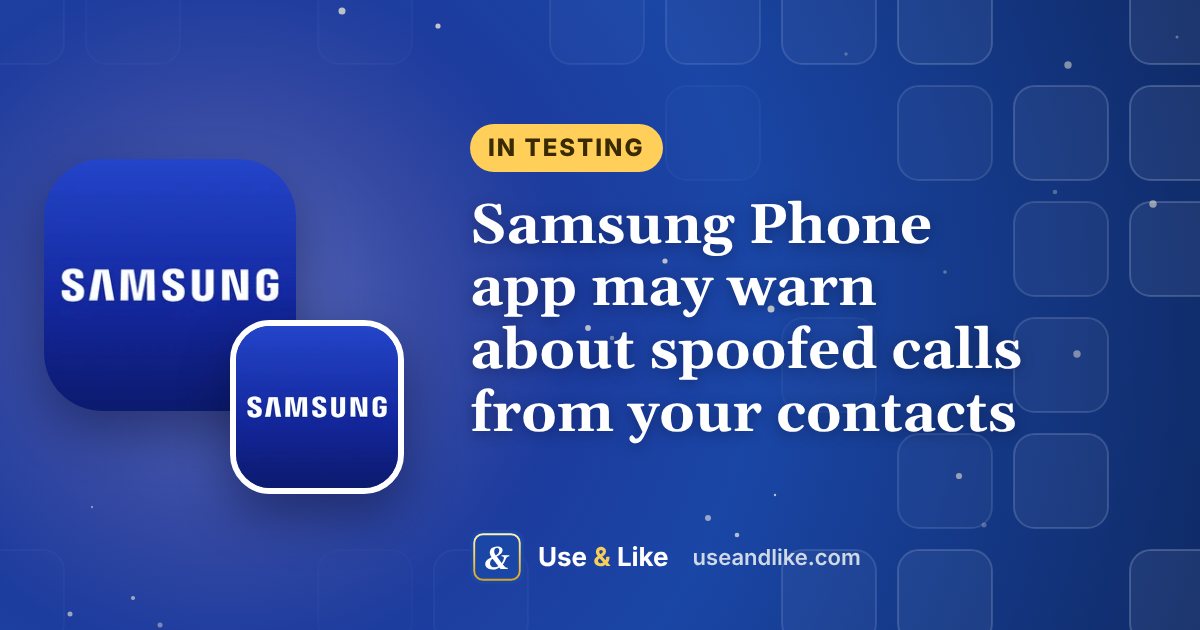 SAMSUNG
SAMSUNG
IN TESTING
Samsung Phone
app may warn
about spoofed calls
from your contacts
& Use & Like useandlike.com